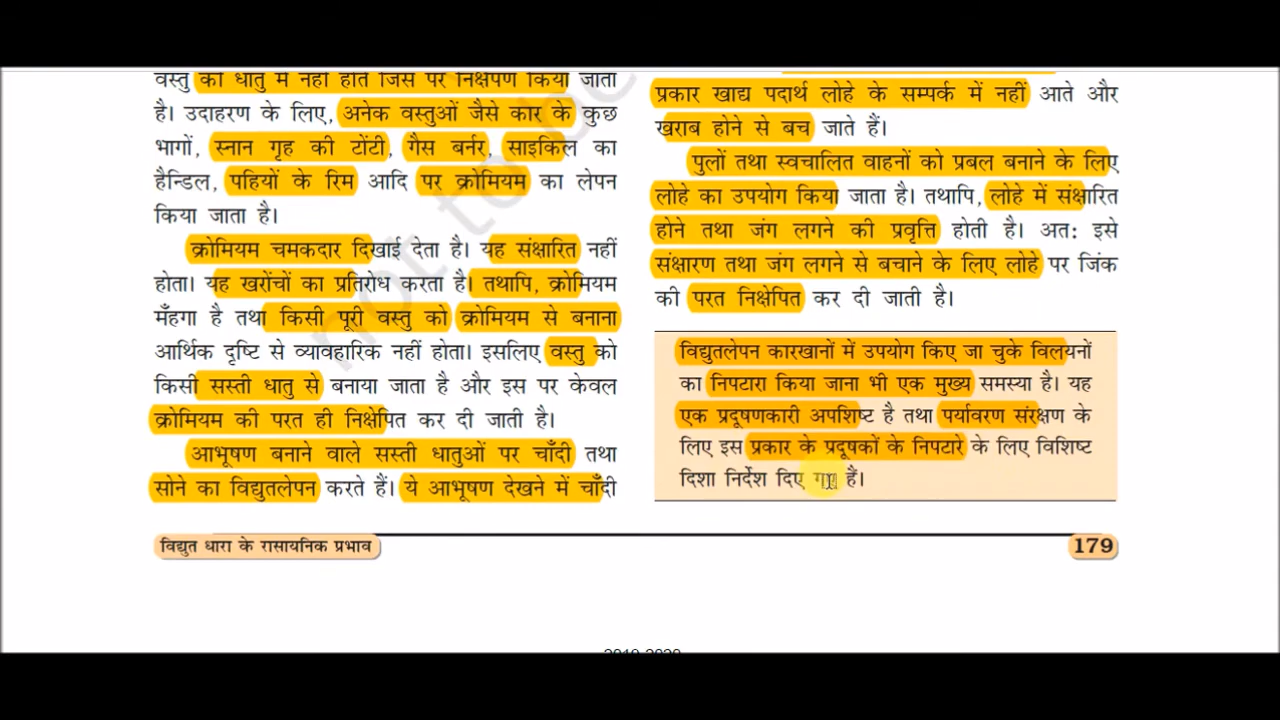 वस्तु की धातु में नहीं होते जिस पर निक्षेपण किया जाता
है। उदाहरण के लिए, अनेक वस्तुओं जैसे कार के कुछ
भागों, स्नान गृह की टोंटी, गैस बर्नर, साइकिल का
हैन्डिल, पहियों के रिम आदि पर क्रोमियम का लेपन
किया जाता है।
क्रोमियम चमकदार दिखाई देता है। यह संक्षारित नहीं
होता। यह खरोंचों का प्रतिरोध करता है। तथापि, क्रोमियम
मँहगा है तथा किसी पूरी वस्तु को क्रोमियम से बनाना
आर्थिक दृष्टि से व्यावहारिक नहीं होता। इसलिए वस्तु को
किसी सस्ती धातु से बनाया जाता है और इस पर केवल
क्रोमियम की परत ही निक्षेपित कर दी जाती है।
आभूषण बनाने वाले सस्ती धातुओं पर चाँदी तथा
सोने का विद्युतलेपन करते हैं। ये आभूषण देखने में चाँदी
प्रकार खाद्य पदार्थ लोहे के सम्पर्क में नहीं आते और
खराब होने से बच जाते हैं।
पुलों तथा स्वचालित वाहनों को प्रबल बनाने के लिए
लोहे का उपयोग किया जाता है। तथापि, लोहे में संक्षारित
होने तथा जंग लगने की प्रवृत्ति होती है। अत: इसे
संक्षारण तथा जंग लगने से बचाने के लिए लोहे पर जिंक
की परत निक्षेपित कर दी जाती है।
विद्युतलेपन कारखानों में उपयोग किए जा चुके विलयनों
का निपटारा किया जाना भी एक मुख्य समस्या है। यह
एक प्रदूषणकारी अपशिष्ट है तथा पर्यावरण संरक्षण के
लिए इस प्रकार के प्रदूषकों के निपटारे के लिए विशिष्ट
दिशा निर्देश दिए गए हैं।
विद्युत धारा के रासायनिक प्रभाव
179
not to be